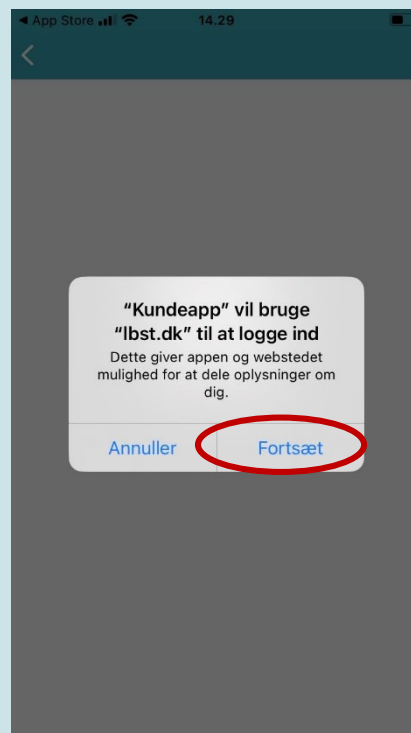 App Store 14.29
"Kundeapp" vil bruge
"lbst.dk" til at logge ind
Dette giver appen og webstedet
mulighed for at dele oplysninger om
dig.
Annuller Fortsæt